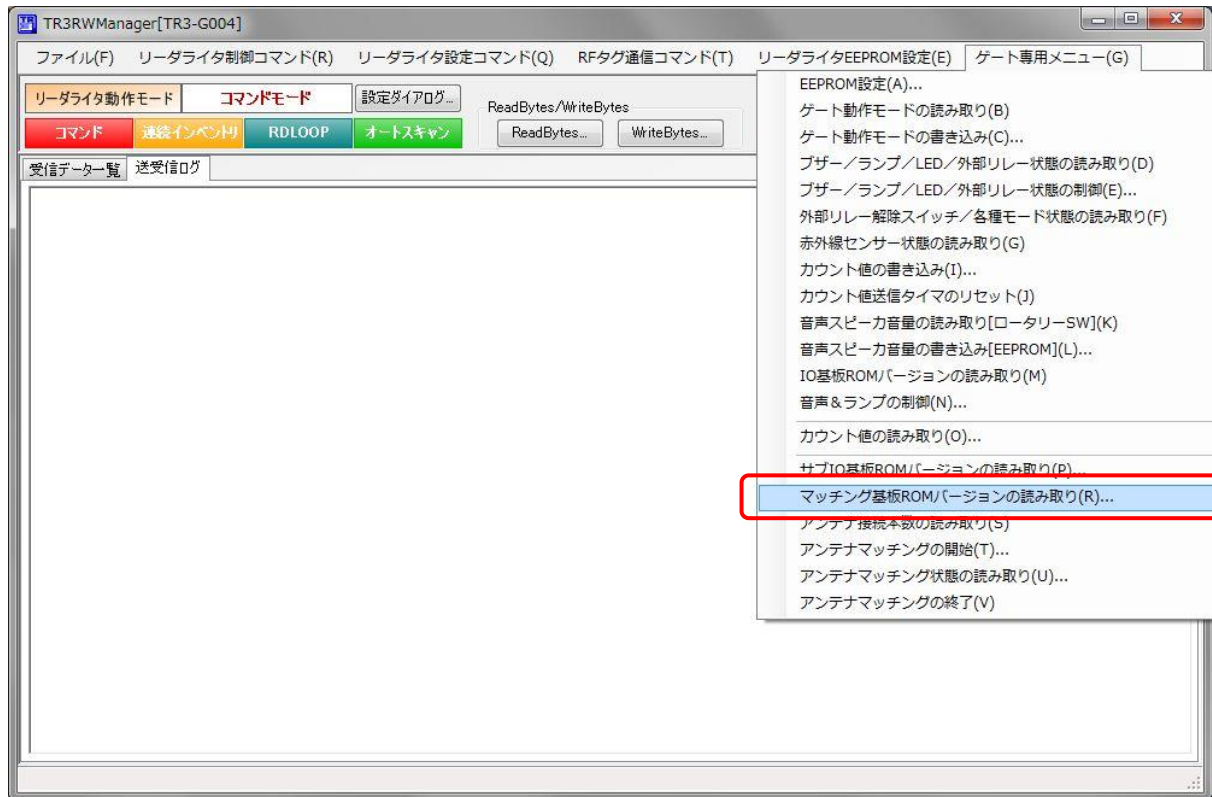 TR3RWManager[TR3-G004]
ファイル(F) リーダライタ制御コマンド(R) リーダライタ設定コマンド(Q) RFタグ通信コマンド(T) リーダライタEEPROM設定(E) ゲート専用メニュー(G)
リーダライタ動作モード コマンドモード 設定ダイアログ...
ReadBytes/WriteBytes
コマンド 連続インベントリ RDLOOP オートスキャン ReadBytes... WriteBytes...
受信データ一覧 送受信ログ
EEPROM設定(A)...
ゲート動作モードの読み取り(B)
ゲート動作モードの書き込み(C)...
ブザー／ランプ／LED／外部リレー状態の読み取り(D)
ブザー／ランプ／LED／外部リレー状態の制御(E)...
外部リレー解除スイッチ／各種モード状態の読み取り(F)
赤外線センサー状態の読み取り(G)
カウント値の書き込み(I)...
カウント値送信タイマのリセット(J)
音声スピーカ音量の読み取り[ロータリーSW](K)
音声スピーカ音量の書き込み[EEPROM](L)...
IO基板ROMバージョンの読み取り(M)
音声＆ランプの制御(N)...
カウント値の読み取り(O)...
サブIO基板ROMバージョンの読み取り(P)...
マッチング基板ROMバージョンの読み取り(R)...
アンテナ接続本数の読み取り(S)
アンテナマッチングの開始(T)...
アンテナマッチング状態の読み取り(U)...
アンテナマッチングの終了(V)